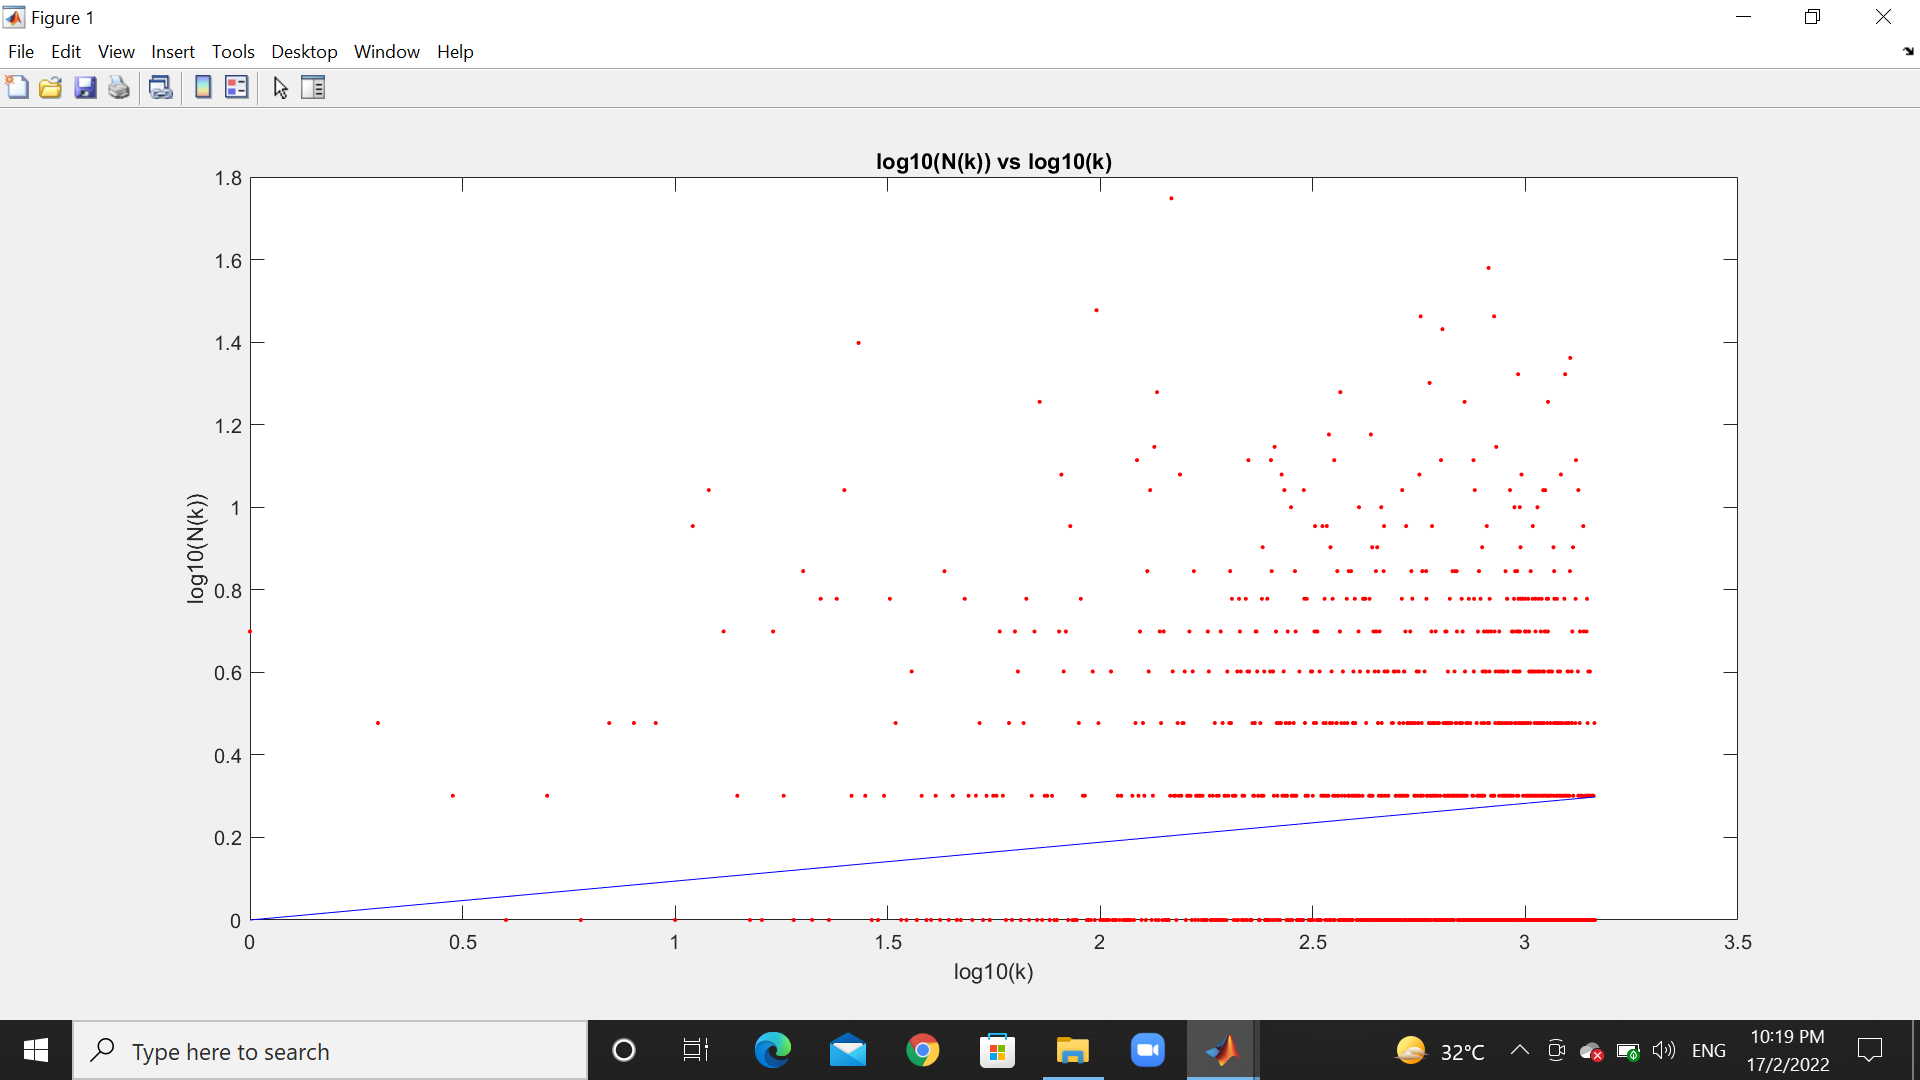 Figure 1
File Edit View Insert Tools Desktop Window Help
log10(N(k)) vs log10(k)
1.8
1.6
1.4
1.2
1
0.8
0.6
0.4
0.2
0
log10(N(k))
0 0.5 1 1.5 2 2.5 3 3.5
log10(k)
Type here to search
32°C
ENG
10:19 PM
17/2/2022